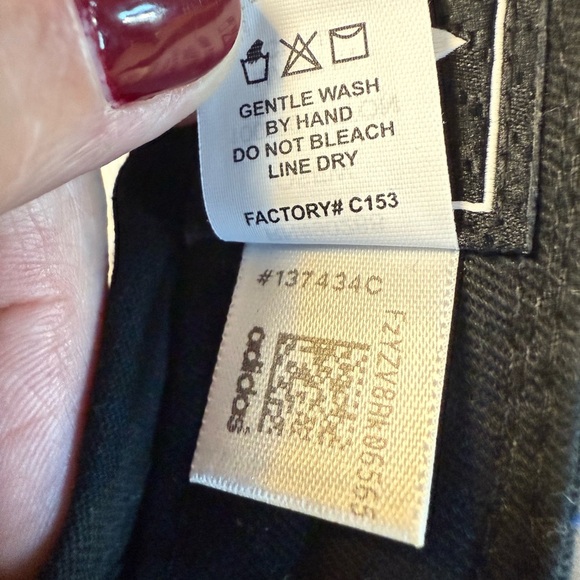 GENTLE WASH
BY HAND
DO NOT BLEACH
LINE DRY
FACTORY# C153
#137434C
adidas
FzYZV8Rk06565